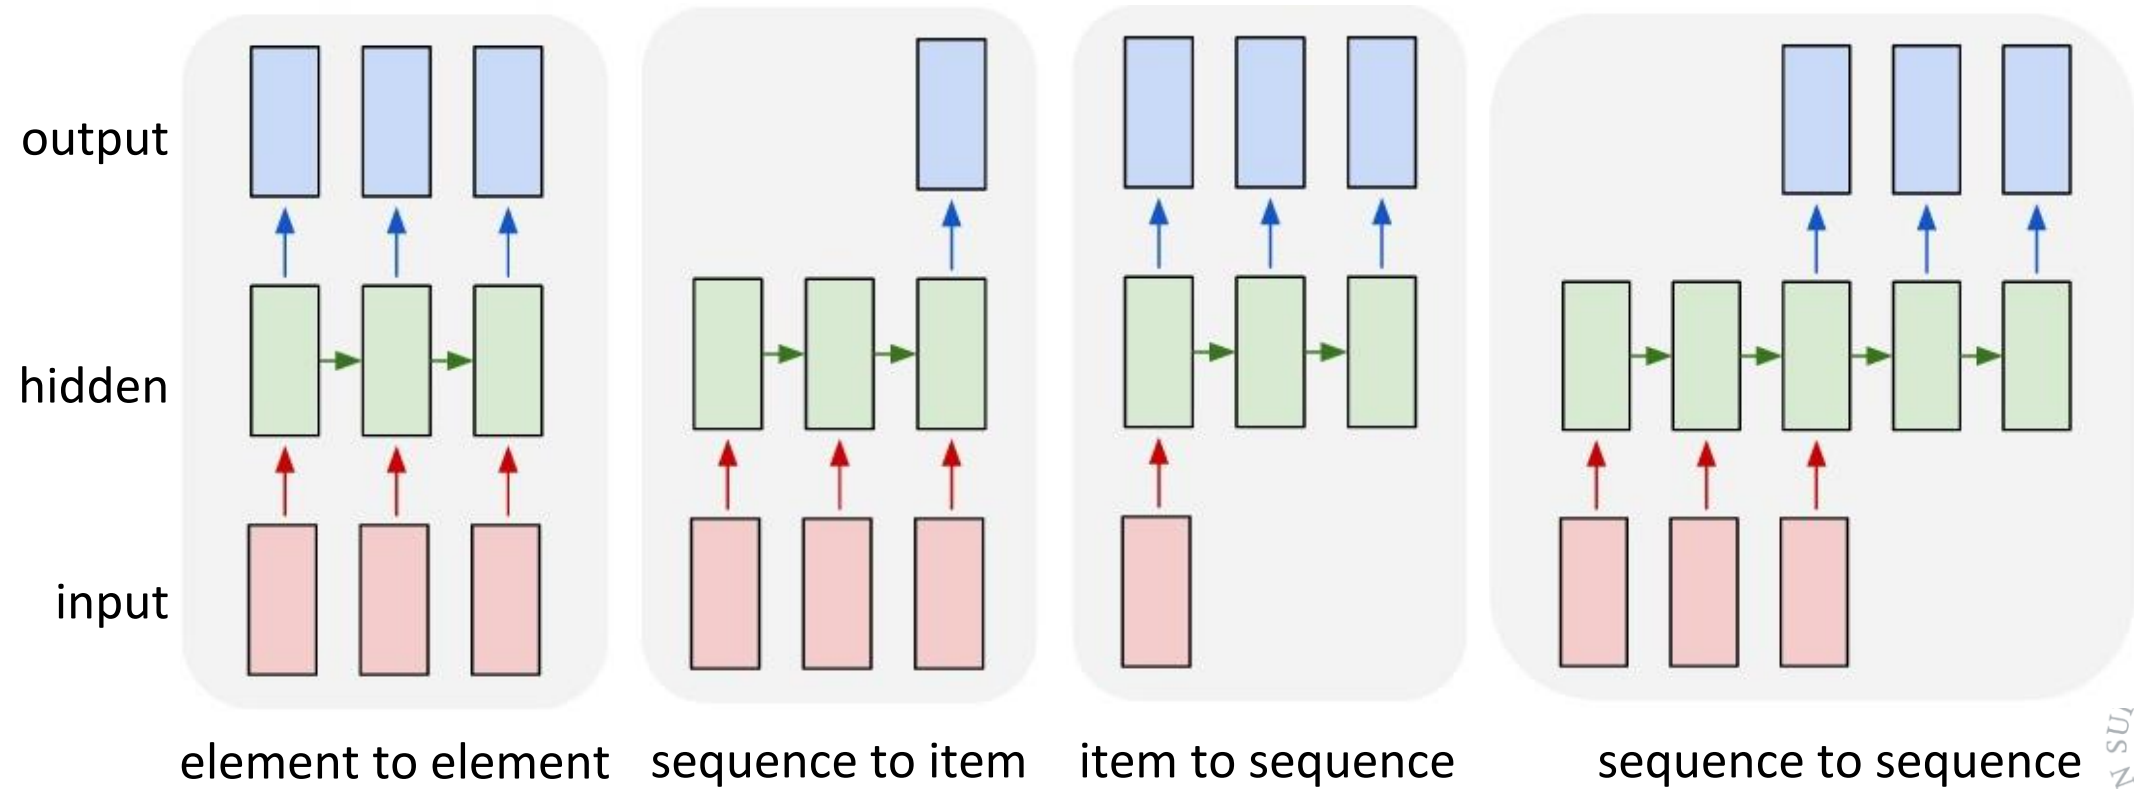 output
hidden
input
element to element
sequence to item
item to sequence
sequence to sequence